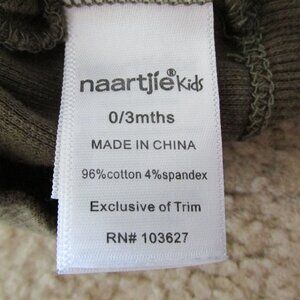 naartjie® Kids
0/3mths
MADE IN CHINA
96%cotton 4%spandex
Exclusive of Trim
RN# 103627